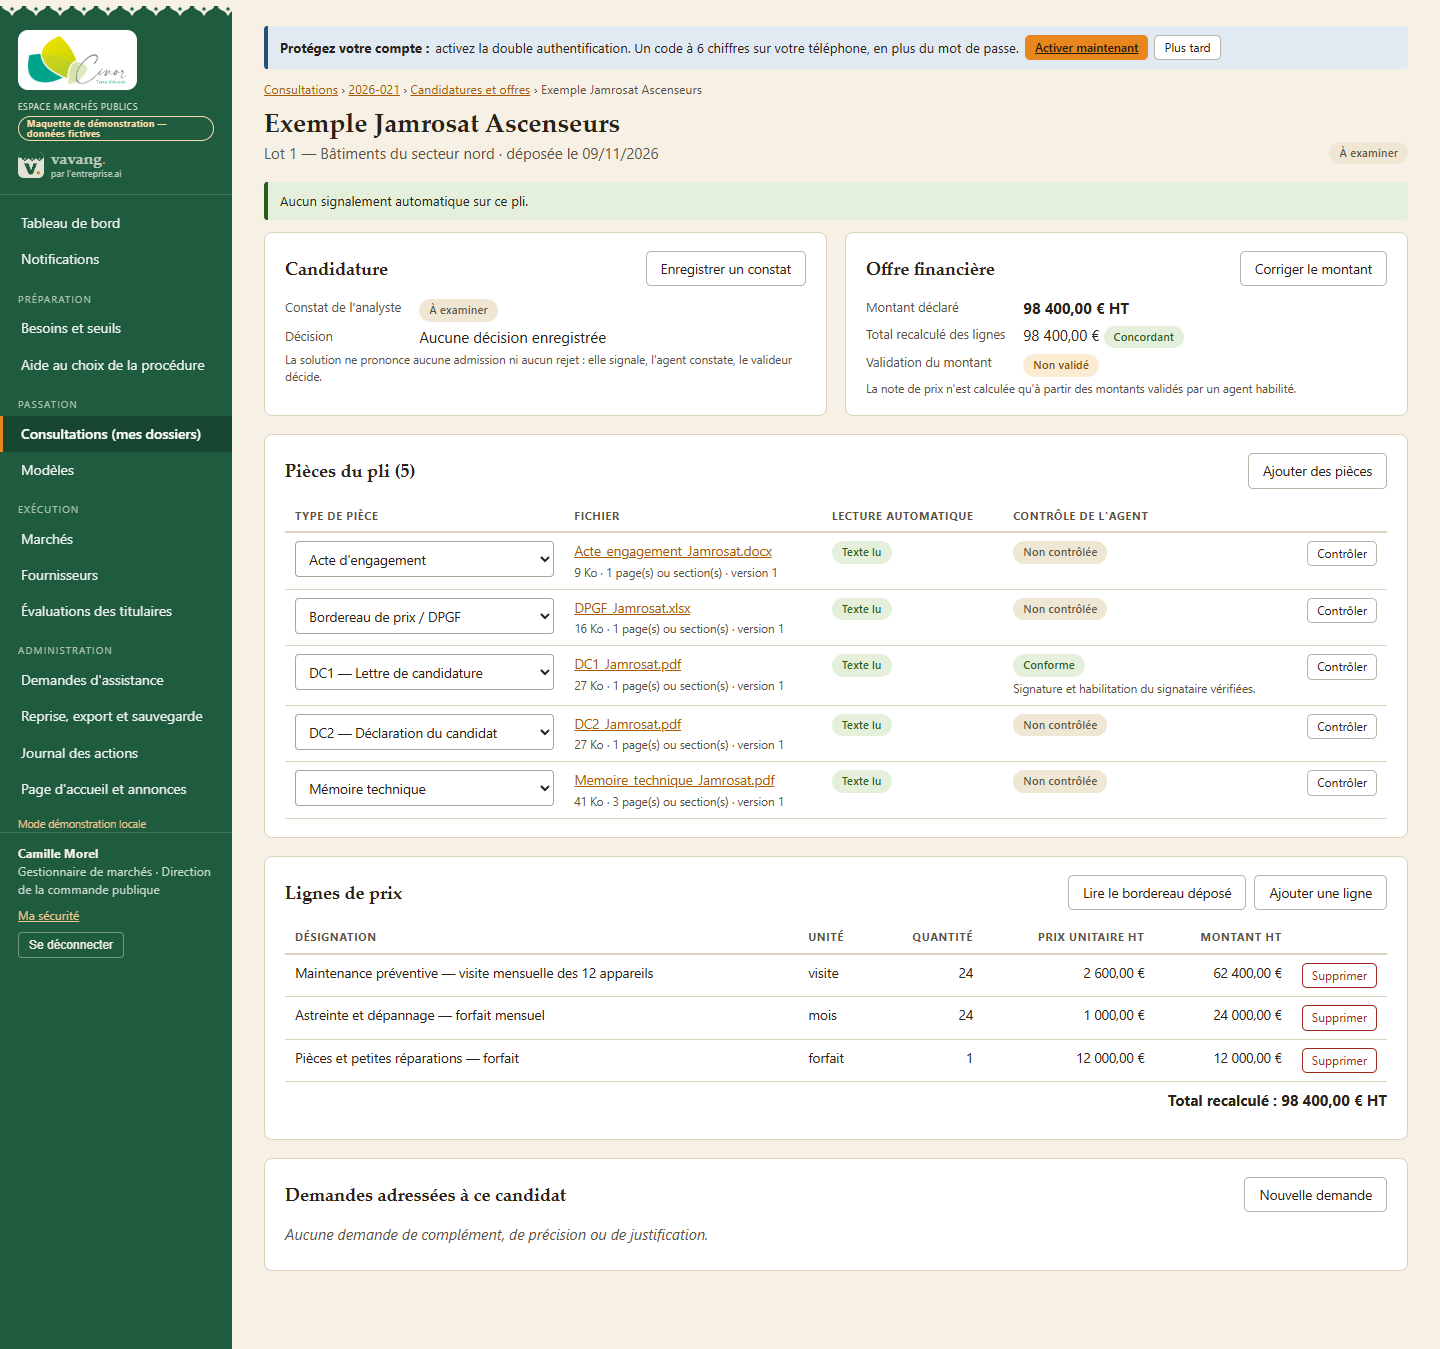 Cinor
Terre d'Avenir
ESPACE MARCHÉS PUBLICS
Maquette de démonstration —
données fictives
vavang.
par l'entreprise.ai
Tableau de bord
Notifications
PRÉPARATION
Besoins et seuils
Aide au choix de la procédure
PASSATION
Consultations (mes dossiers)
Modèles
EXÉCUTION
Marchés
Fournisseurs
Évaluations des titulaires
ADMINISTRATION
Demandes d'assistance
Reprise, export et sauvegarde
Journal des actions
Page d'accueil et annonces
Mode démonstration locale
Camille Morel
Gestionnaire de marchés · Direction
de la commande publique
Ma sécurité
Se déconnecter
Protégez votre compte : activez la double authentification. Un code à 6 chiffres sur votre téléphone, en plus du mot de passe. Activer maintenant Plus tard
Consultations › 2026-021 › Candidatures et offres › Exemple Jamrosat Ascenseurs
Exemple Jamrosat Ascenseurs
Lot 1 — Bâtiments du secteur nord · déposée le 09/11/2026 À examiner
Aucun signalement automatique sur ce pli.
Candidature Enregistrer un constat
Constat de l'analyste À examiner
Décision Aucune décision enregistrée
La solution ne prononce aucune admission ni aucun rejet : elle signale, l'agent constate, le valideur
décide.
Offre financière Corriger le montant
Montant déclaré 98 400,00 € HT
Total recalculé des lignes 98 400,00 € Concordant
Validation du montant Non validé
La note de prix n'est calculée qu'à partir des montants validés par un agent habilité.
Pièces du pli (5) Ajouter des pièces
TYPE DE PIÈCE FICHIER LECTURE AUTOMATIQUE CONTRÔLE DE L'AGENT
Acte d'engagement Acte_engagement_Jamrosat.docx Texte lu Non contrôlée Contrôler
9 Ko · 1 page(s) ou section(s) · version 1
Bordereau de prix / DPGF DPGF_Jamrosat.xlsx Texte lu Non contrôlée Contrôler
16 Ko · 1 page(s) ou section(s) · version 1
DC1 — Lettre de candidature DC1_Jamrosat.pdf Texte lu Conforme Contrôler
27 Ko · 1 page(s) ou section(s) · version 1 Signature et habilitation du signataire vérifiées.
DC2 — Déclaration du candidat DC2_Jamrosat.pdf Texte lu Non contrôlée Contrôler
27 Ko · 1 page(s) ou section(s) · version 1
Mémoire technique Memoire_technique_Jamrosat.pdf Texte lu Non contrôlée Contrôler
41 Ko · 3 page(s) ou section(s) · version 1
Lignes de prix Lire le bordereau déposé Ajouter une ligne
DÉSIGNATION UNITÉ QUANTITÉ PRIX UNITAIRE HT MONTANT HT
Maintenance préventive — visite mensuelle des 12 appareils visite 24 2 600,00 € 62 400,00 € Supprimer
Astreinte et dépannage — forfait mensuel mois 24 1 000,00 € 24 000,00 € Supprimer
Pièces et petites réparations — forfait forfait 1 12 000,00 € 12 000,00 € Supprimer
Total recalculé : 98 400,00 € HT
Demandes adressées à ce candidat Nouvelle demande
Aucune demande de complément, de précision ou de justification.